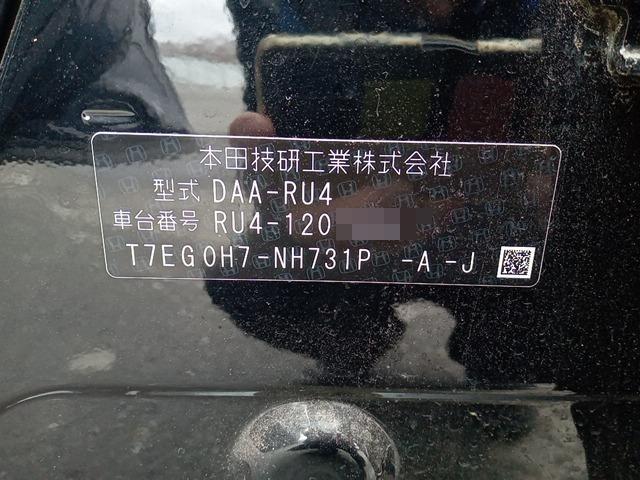 本田技研工業株式会社
型式 DAA-RU4
車台番号 RU4-120
T7EG0H7-NH731P -A-J